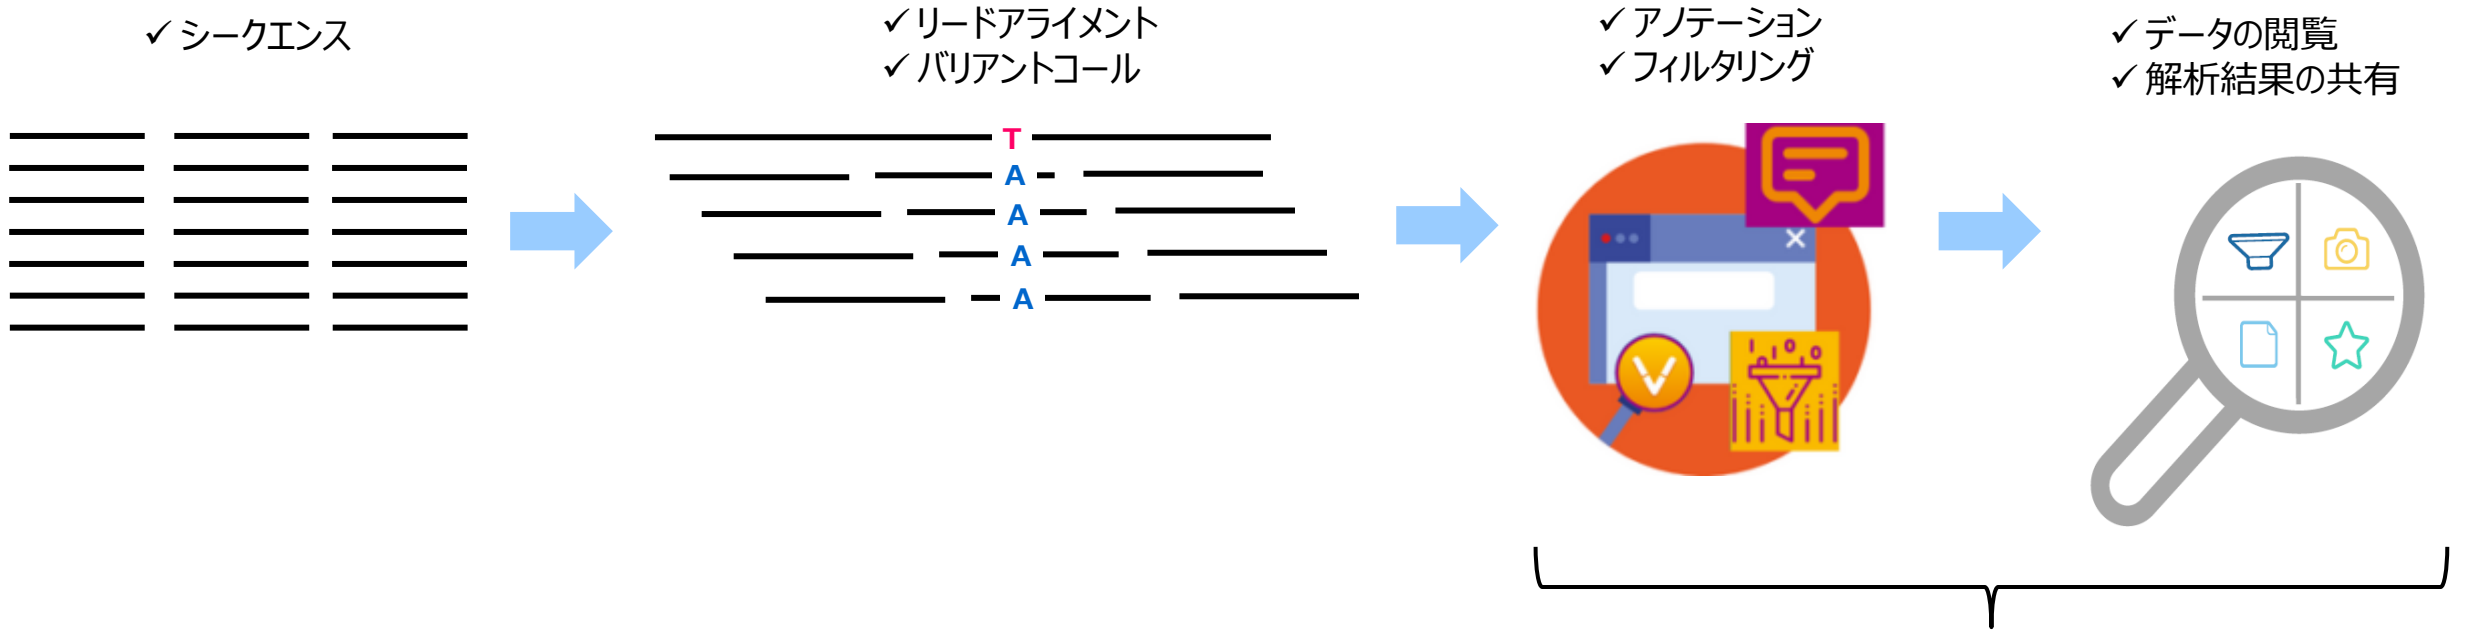 ✓ シークエンス
✓ リードアライメント
✓ バリアントコール
✓ アノテーション
✓ フィルタリング
✓ データの閲覧
✓ 解析結果の共有
T
A
A
A
A